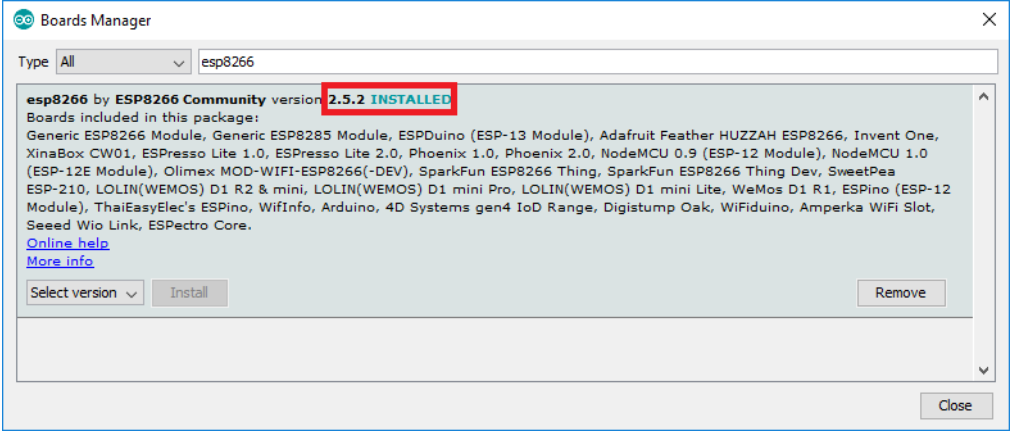 Boards Manager
Type All esp8266
esp8266 by ESP8266 Community version 2.5.2 INSTALLED
Boards included in this package:
Generic ESP8266 Module, Generic ESP8285 Module, ESPDuino (ESP-13 Module), Adafruit Feather HUZZAH ESP8266, Invent One,
XinaBox CW01, ESPresso Lite 1.0, ESPresso Lite 2.0, Phoenix 1.0, Phoenix 2.0, NodeMCU 0.9 (ESP-12 Module), NodeMCU 1.0
(ESP-12E Module), Olimex MOD-WIFI-ESP8266(-DEV), SparkFun ESP8266 Thing, SparkFun ESP8266 Thing Dev, SweetPea
ESP-210, LOLIN(WEMOS) D1 R2 & mini, LOLIN(WEMOS) D1 mini Pro, LOLIN(WEMOS) D1 mini Lite, WeMos D1 R1, ESPino (ESP-12
Module), ThaiEasyElec's ESPino, WifInfo, Arduino, 4D Systems gen4 IoD Range, Digistump Oak, WiFiduino, Amperka WiFi Slot,
Seeed Wio Link, ESPectro Core.
Online help
More info
Select version Install Remove
Close